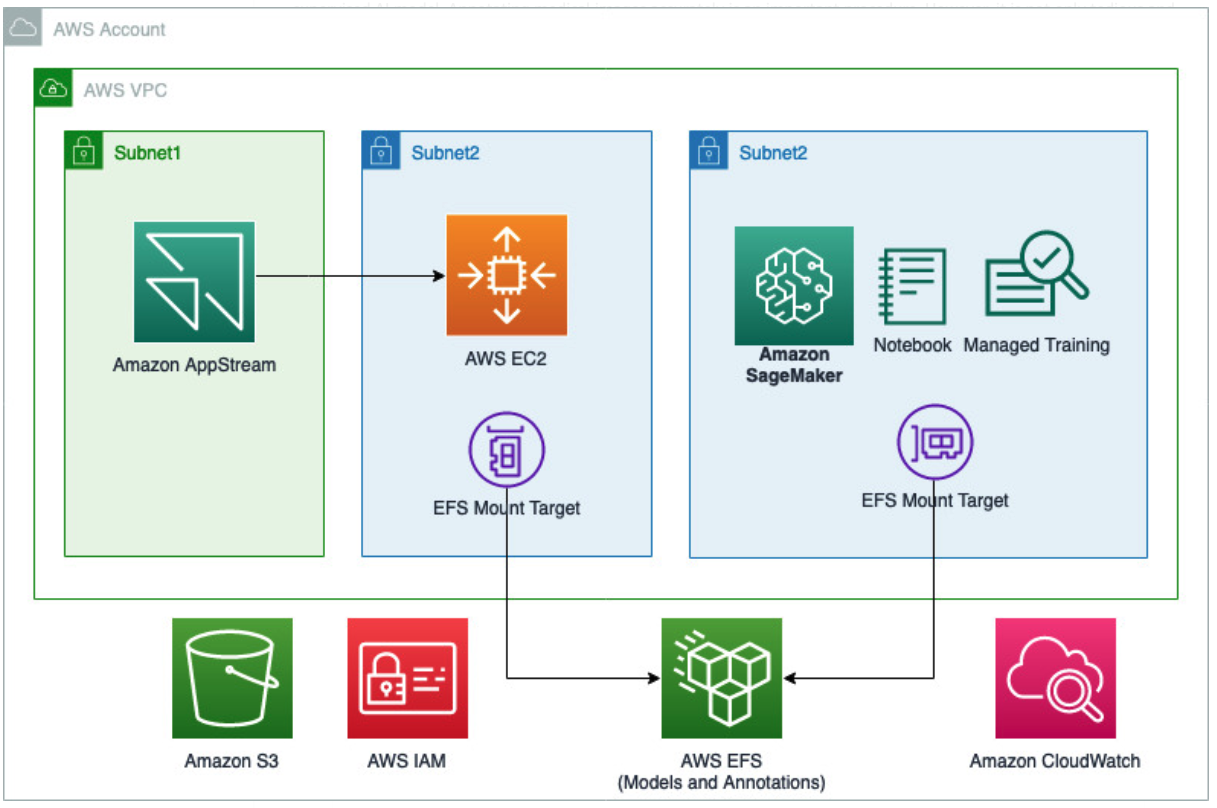 AWS Account
AWS VPC
Subnet1
Subnet2
Subnet2
Amazon AppStream
AWS EC2
Amazon
SageMaker
Notebook
Managed Training
EFS Mount Target
EFS Mount Target
Amazon S3
AWS IAM
AWS EFS
(Models and Annotations)
Amazon CloudWatch